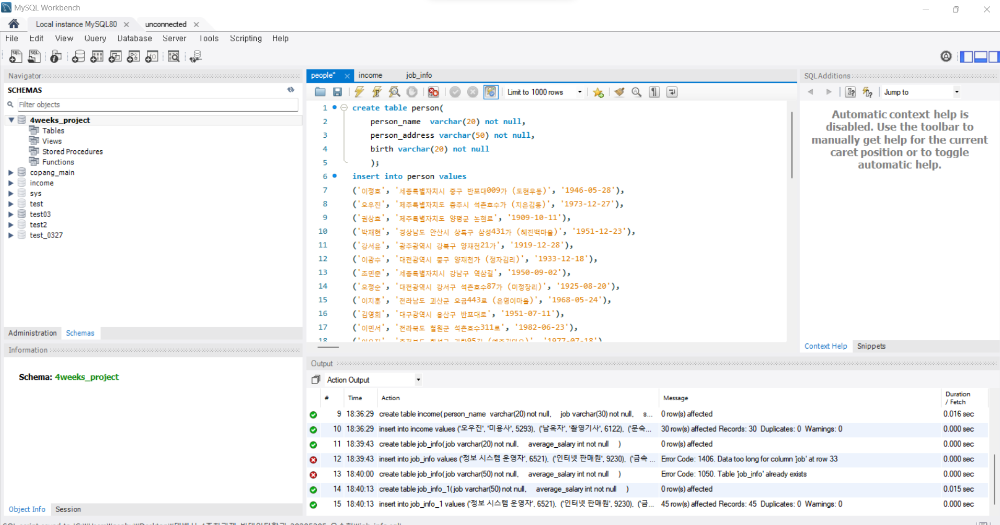 MySQL Workbench
Local instance MySQL80
unconnected
File Edit View Query Database Server Tools Scripting Help
Navigator
SCHEMAS
Filter objects
4weeks_project
Tables
Views
Stored Procedures
Functions
copang_main
income
sys
test
test03
test2
test_0327
Administration Schemas
Information
Schema: 4weeks_project
Object Info Session
people* income job_info
Limit to 1000 rows
1 create table person(
2 person_name varchar(20) not null,
3 person_address varchar(50) not null,
4 birth varchar(20) not null
5 );
6 insert into person values
7 ('이정호', '세종특별자치시 중구 반포대009가 (도현우동)', '1946-05-28'),
8 ('오우진', '제주특별자치도 충주시 석촌호수가 (지은김동)', '1973-12-27'),
9 ('권상호', '제주특별자치도 양평군 논현로', '1909-10-11'),
10 ('박재현', '경상남도 안산시 상록구 삼성431가 (혜진백마을)', '1951-12-23'),
11 ('강서윤', '광주광역시 강북구 양재천21가', '1919-12-28'),
12 ('이광수', '대전광역시 중구 양재천가 (정자김리)', '1933-12-18'),
13 ('조민준', '세종특별자치시 강남구 역삼길', '1950-09-02'),
14 ('오정순', '대전광역시 강서구 석촌호수87가 (미정장리)', '1925-08-20'),
15 ('이지훈', '전라남도 괴산군 오금443로 (은영이마을)', '1968-05-24'),
16 ('김영희', '대구광역시 용산구 반포대로', '1951-07-11'),
17 ('이민서', '전라북도 철원군 석촌호수311로', '1982-06-23'),
18 '1977-07-18')
SQLAdditions
Jump to
Automatic context help is
disabled. Use the toolbar to
manually get help for the current
caret position or to toggle
automatic help.
Context Help Snippets
Output
Action Output
# Time Action Message Duration / Fetch
9 18:36:29 create table income( person_name varchar(20) not null, job varchar(30) not null, s... 0 row(s) affected 0.016 sec
10 18:36:29 insert into income values ('오우진', '미용사', 5293), ('남옥자', '촬영기사', 6122), ('문숙... 30 row(s) affected Records: 30 Duplicates: 0 Warnings: 0 0.000 sec
11 18:39:43 create table job_info( job varchar(20) not null, average_salary int not null ) 0 row(s) affected 0.000 sec
12 18:39:43 insert into job_info values ('정보 시스템 운영자', 6521), ('인터넷 판매원', 9230), ('금속 ... Error Code: 1406. Data too long for column 'job' at row 33 0.000 sec
13 18:40:00 create table job_info( job varchar(50) not null, average_salary int not null ) Error Code: 1050. Table 'job_info' already exists 0.000 sec
14 18:40:13 create table job_info_1( job varchar(50) not null, average_salary int not null ) 0 row(s) affected 0.015 sec
15 18:40:13 insert into job_info_1 values ('정보 시스템 운영자', 6521), ('인터넷 판매원', 9230), ('금... 45 row(s) affected Records: 45 Duplicates: 0 Warnings: 0 0.000 sec